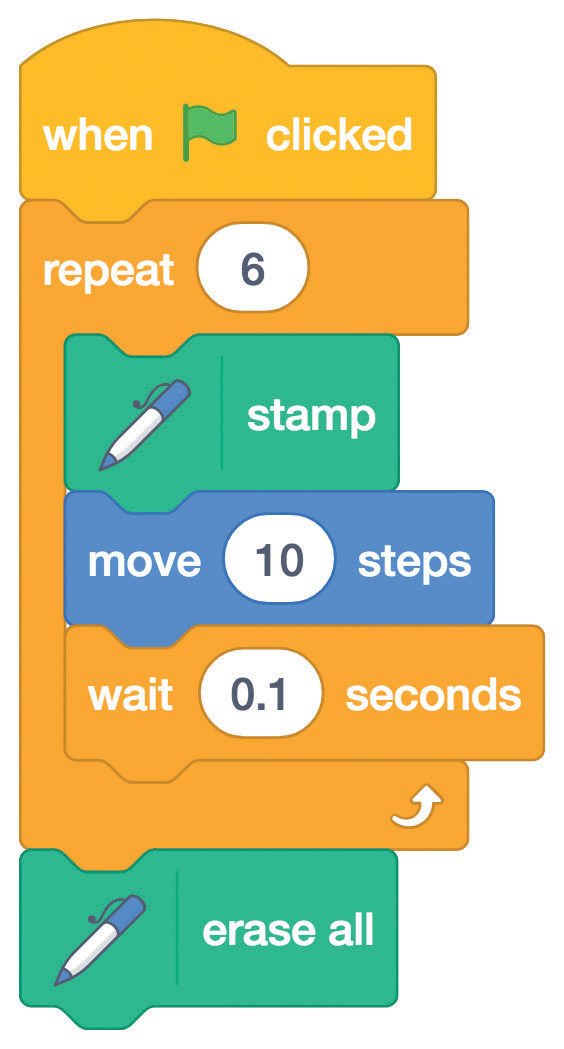 when clicked
repeat 6
stamp
move 10 steps
wait 0.1 seconds
erase all